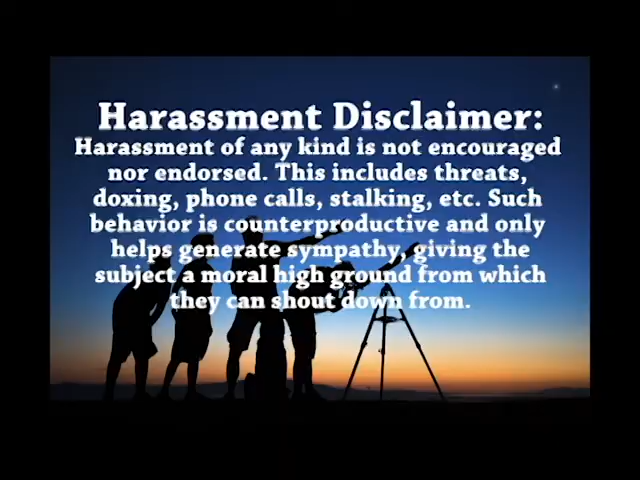 Harassment Disclaimer:
Harassment of any kind is not encouraged
nor endorsed. This includes threats,
doxing, phone calls, stalking, etc. Such
behavior is counterproductive and only
helps generate sympathy, giving the
subject a moral high ground from which
they can shout down from.